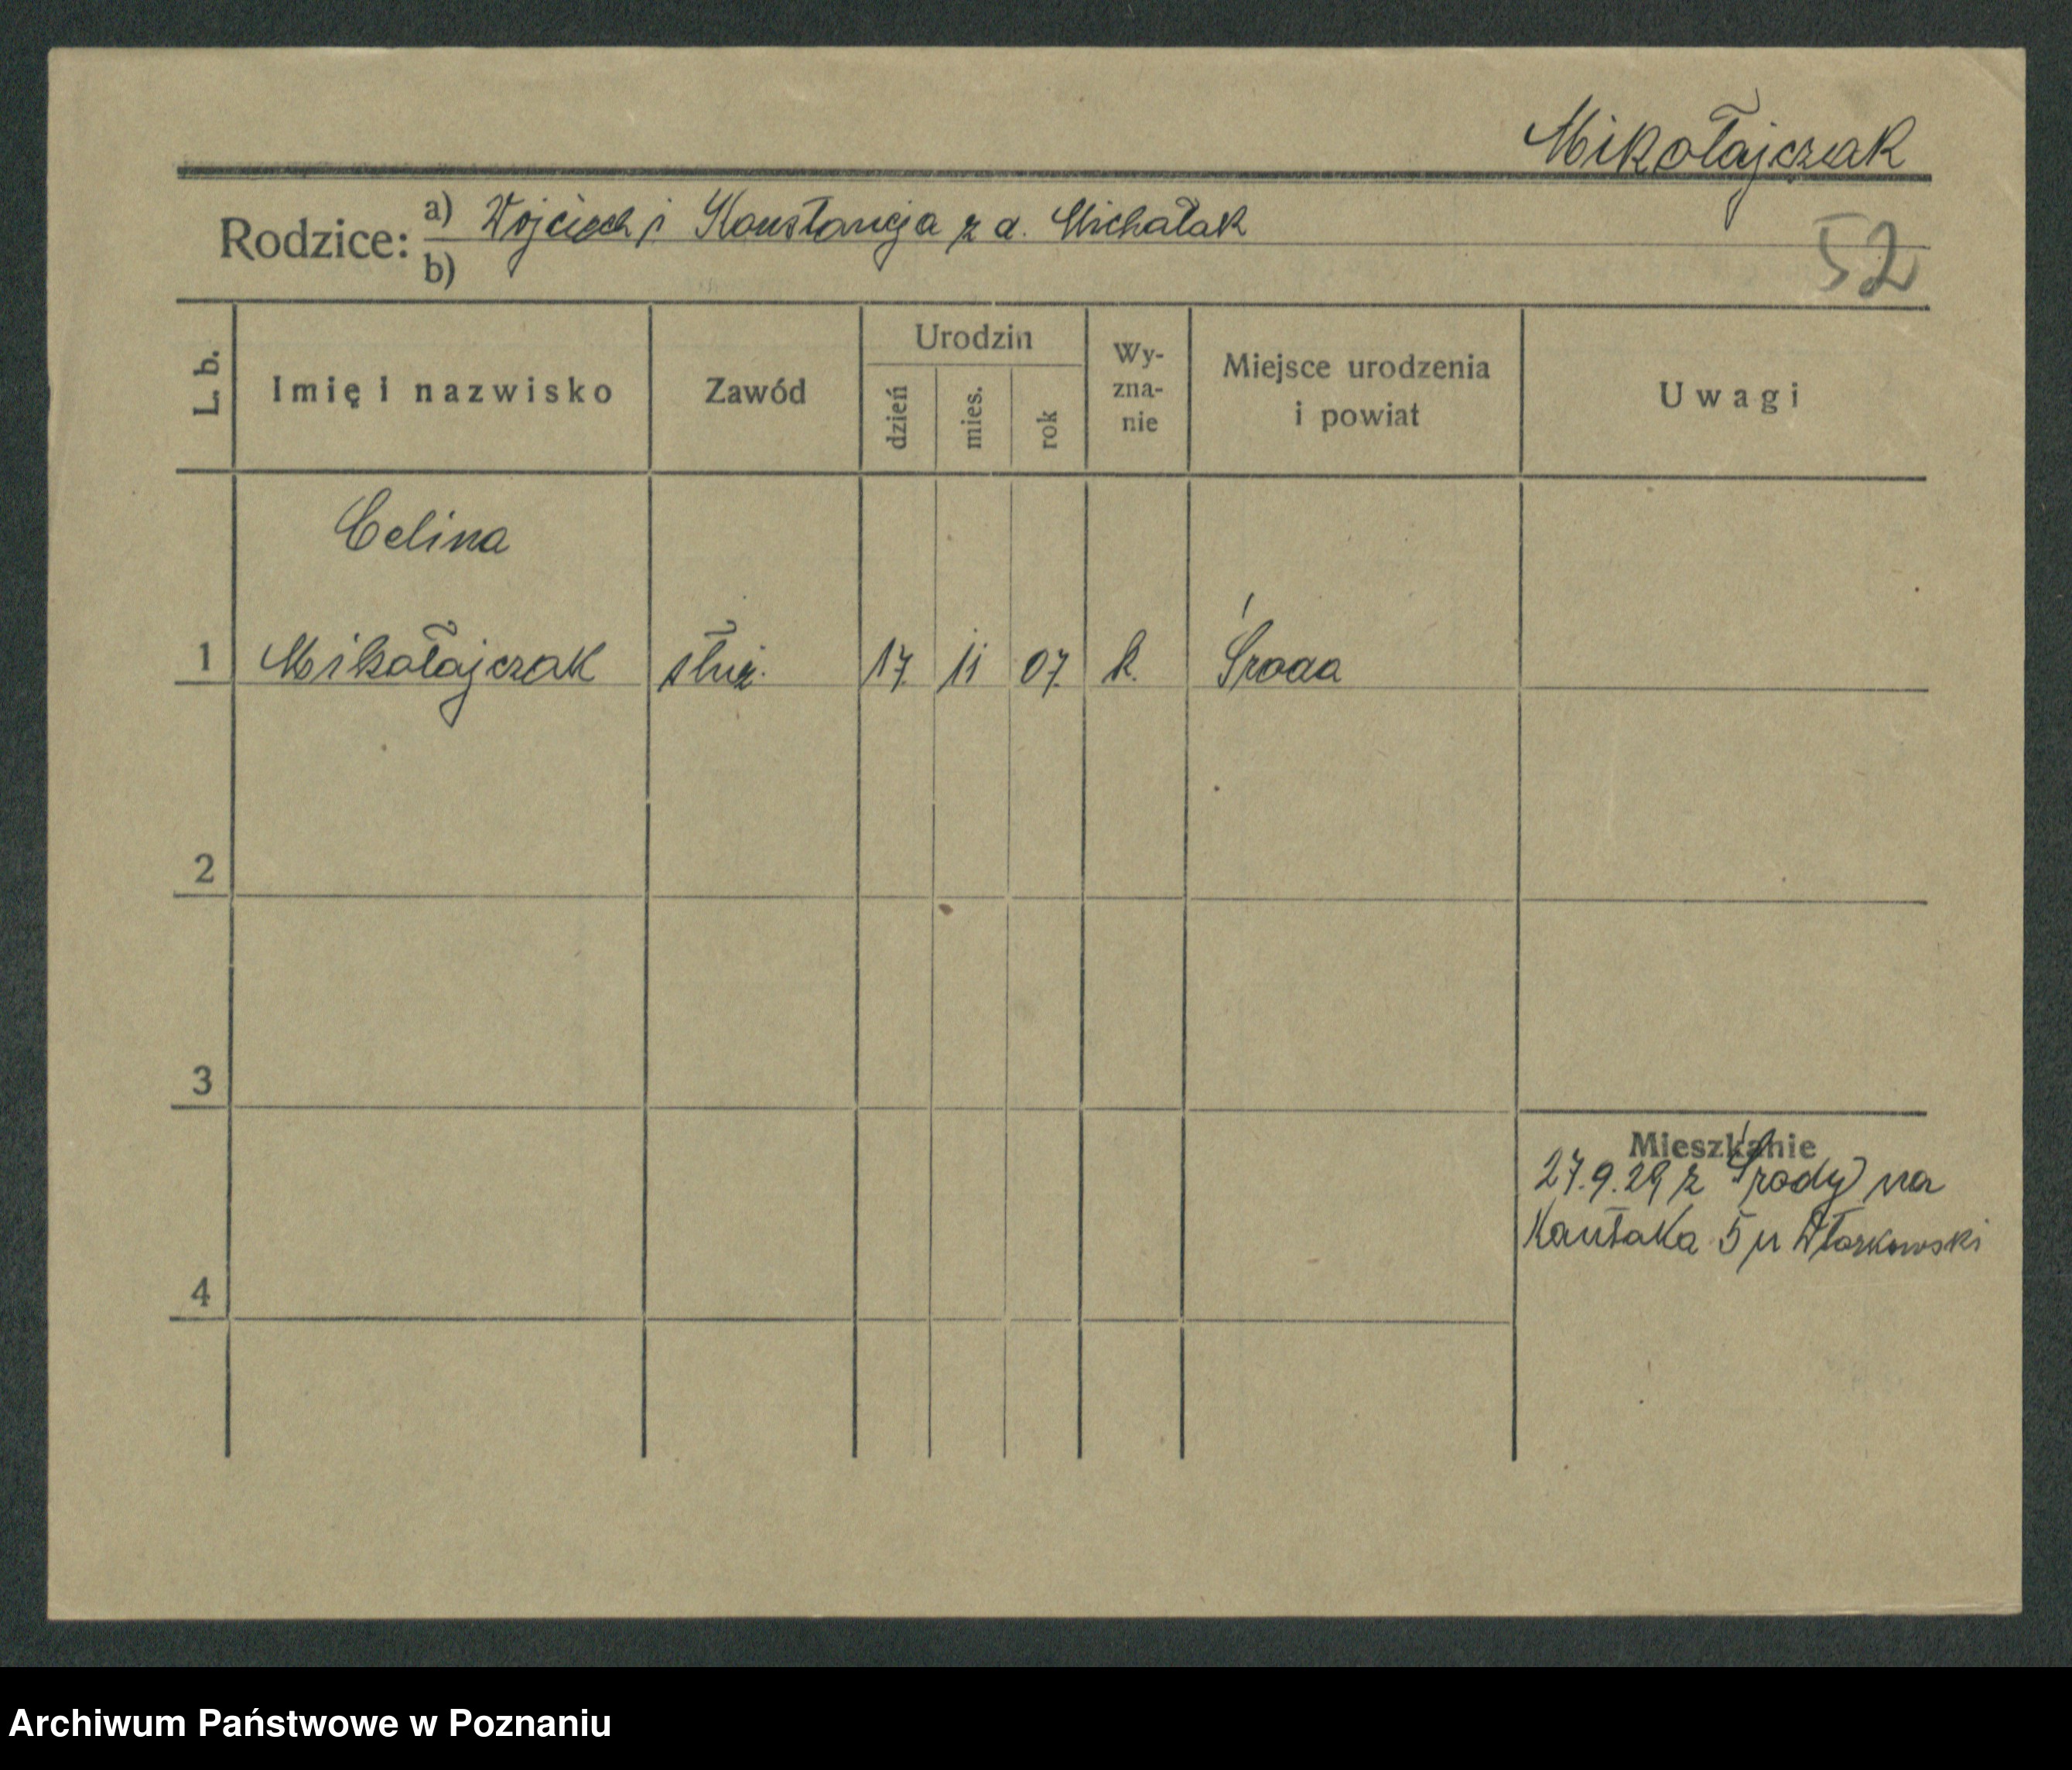 Mikołajczak
Rodzice: a) Wojciech i Konstancja z d. Michalak
b)
52
L. b.
Imię i nazwisko
Zawód
Urodzin
dzień
mies.
rok
Wy-
zna-
nie
Miejsce urodzenia
i powiat
Uwagi
Celina
1 Mikołajczak służ. 17. 11 07. k. Środa
2
3
4
Mieszkanie
27.9.29 z Środy na
Kantaka 5 u
Archiwum Państwowe w Poznaniu